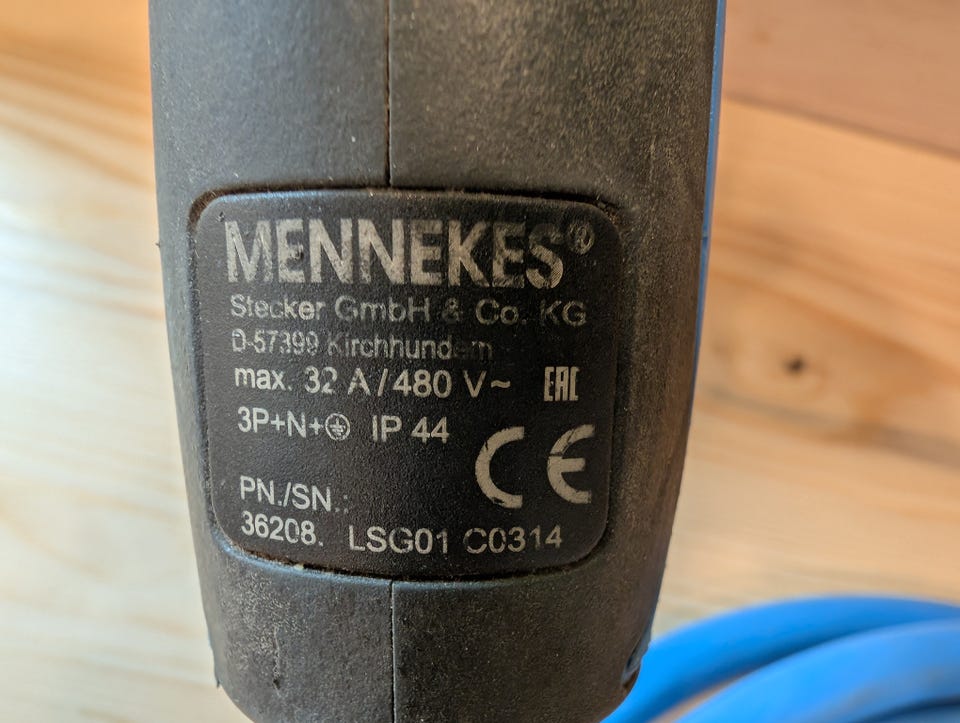 MENNEKES®
Stecker GmbH & Co. KG
D-57399 Kirchhundem
max. 32 A / 480 V ~ EAC
3P+N+⏚ IP 44
CE
PN./SN.:
36208. LSG01 C0314